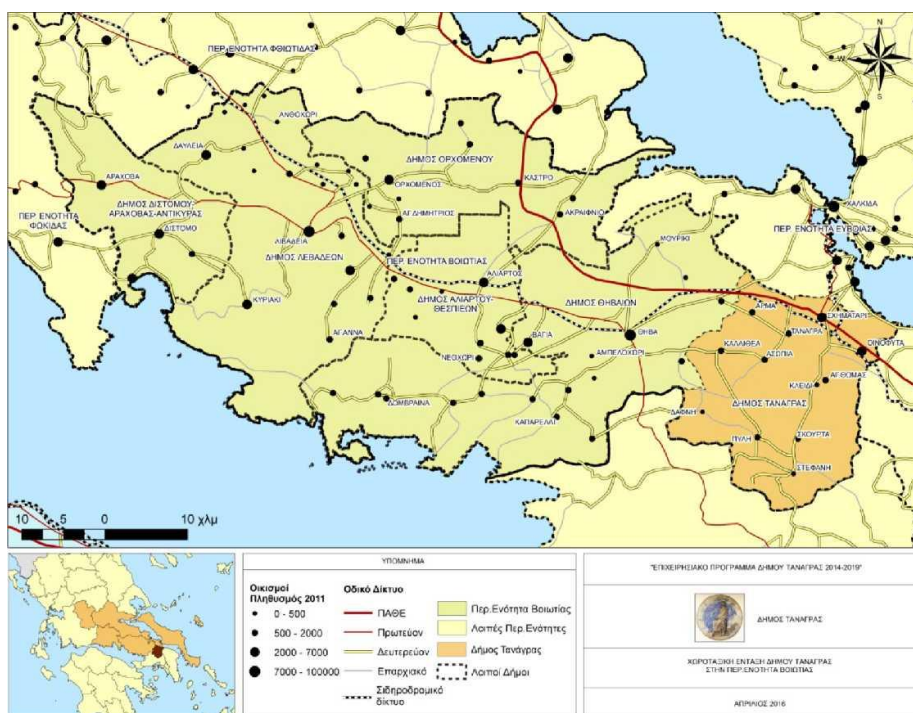 ΠΕΡ. ΕΝΟΤΗΤΑ ΦΘΙΩΤΙΔΑΣ
N
W
E
S
ΑΝΘΟΧΩΡΙ
ΔΑΥΛΕΙΑ
ΔΗΜΟΣ ΟΡΧΟΜΕΝΟΥ
ΑΡΑΧΟΒΑ
ΟΡΧΟΜΕΝΟΣ
ΚΑΣΤΡΟ
ΔΗΜΟΣ ΔΙΣΤΟΜΟΥ-
ΑΡΑΧΟΒΑΣ-ΑΝΤΙΚΥΡΑΣ
ΑΓ.ΔΗΜΗΤΡΙΟΣ
ΑΚΡΑΙΦΝΙΟ
ΧΑΛΚΙΔΑ
ΠΕΡ. ΕΝΟΤΗΤΑ
ΦΩΚΙΔΑΣ
ΔΙΣΤΟΜΟ
ΛΙΒΑΔΕΙΑ
ΠΕΡ. ΕΝΟΤΗΤΑ ΕΥΒΟΙΑΣ
ΜΟΥΡΙΚΙ
ΔΗΜΟΣ ΛΕΒΑΔΕΩΝ
ΠΕΡ. ΕΝΟΤΗΤΑ ΒΟΙΩΤΙΑΣ
ΑΛΙΑΡΤΟΣ
ΚΥΡΙΑΚΙ
ΔΗΜΟΣ ΑΛΙΑΡΤΟΥ-
ΘΕΣΠΙΕΩΝ
ΔΗΜΟΣ ΘΗΒΑΙΩΝ
ΑΡΜΑ
ΣΧΗΜΑΤΑΡΙ
ΑΓ.ΑΝΝΑ
ΒΑΓΙΑ
ΘΗΒΑ
ΤΑΝΑΓΡΑ
ΟΙΝΟΦΥΤΑ
ΝΕΟΧΩΡΙ
ΑΜΠΕΛΟΧΩΡΙ
ΚΑΛΛΙΘΕΑ
ΑΣΩΠΙΑ
ΚΛΕΙΔΙ
ΑΓ.ΘΩΜΑΣ
ΔΟΜΒΡΑΙΝΑ
ΔΗΜΟΣ ΤΑΝΑΓΡΑΣ
ΚΑΠΑΡΕΛΛΙ
ΔΑΦΝΗ
ΠΥΛΗ
ΣΚΟΥΡΤΑ
ΣΤΕΦΑΝΗ
10 5 0 10 χλμ
ΥΠΟΜΝΗΜΑ
Οικισμοί
Πληθυσμός 2011
0 - 500
500 - 2000
2000 - 7000
7000 - 100000
Οδικό Δίκτυο
ΠΑΘΕ
Πρωτεύον
Δευτερεύον
Επαρχιακό
Σιδηροδρομικό
δίκτυο
Περ.Ενότητα Βοιωτίας
Λοιπές Περ.Ενότητες
Δήμος Τανάγρας
Λοιποί Δήμοι
"ΕΠΙΧΕΙΡΗΣΙΑΚΟ ΠΡΟΓΡΑΜΜΑ ΔΗΜΟΥ ΤΑΝΑΓΡΑΣ 2014-2019"
ΔΗΜΟΣ ΤΑΝΑΓΡΑΣ
ΧΩΡΟΤΑΞΙΚΗ ΕΝΤΑΞΗ ΔΗΜΟΥ ΤΑΝΑΓΡΑΣ
ΣΤΗΝ ΠΕΡ.ΕΝΟΤΗΤΑ ΒΟΙΩΤΙΑΣ
ΑΠΡΙΛΙΟΣ 2016